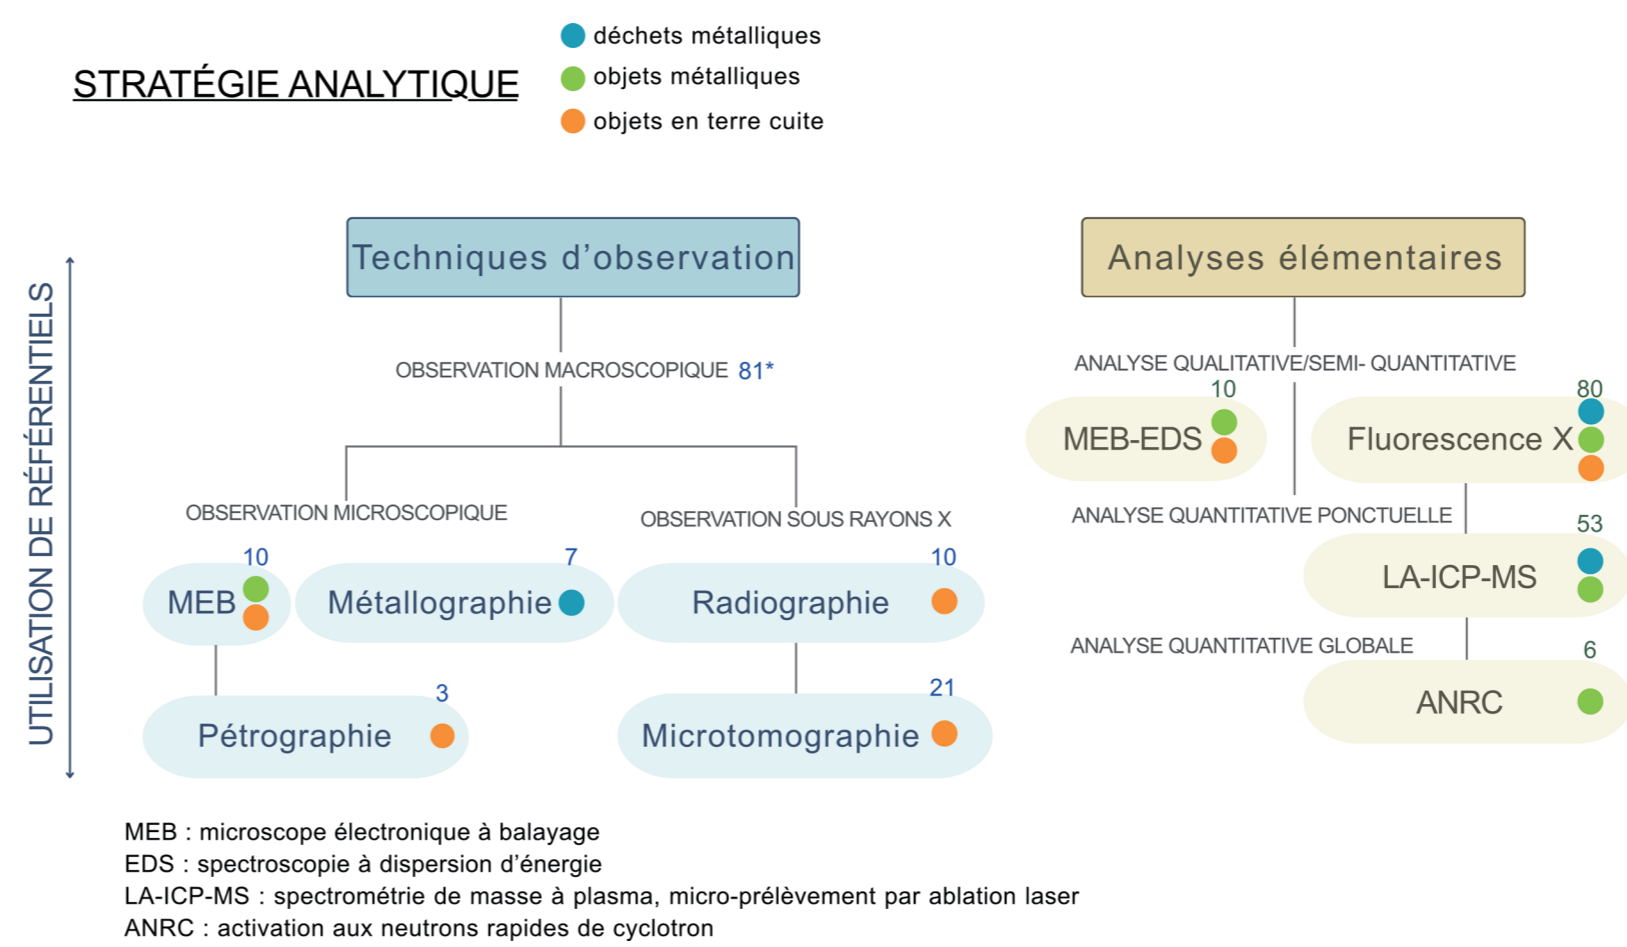 STRATÉGIE ANALYTIQUE
déchets métalliques
objets métalliques
objets en terre cuite
UTILISATION DE RÉFÉRENTIELS
Techniques d'observation
OBSERVATION MACROSCOPIQUE 81*
OBSERVATION MICROSCOPIQUE
OBSERVATION SOUS RAYONS X
10
MEB
7
Métallographie
10
Radiographie
3
Pétrographie
21
Microtomographie
Analyses élémentaires
ANALYSE QUALITATIVE/SEMI- QUANTITATIVE
10
MEB-EDS
80
Fluorescence X
ANALYSE QUANTITATIVE PONCTUELLE
53
LA-ICP-MS
ANALYSE QUANTITATIVE GLOBALE
6
ANRC
MEB : microscope électronique à balayage
EDS : spectroscopie à dispersion d'énergie
LA-ICP-MS : spectrométrie de masse à plasma, micro-prélèvement par ablation laser
ANRC : activation aux neutrons rapides de cyclotron